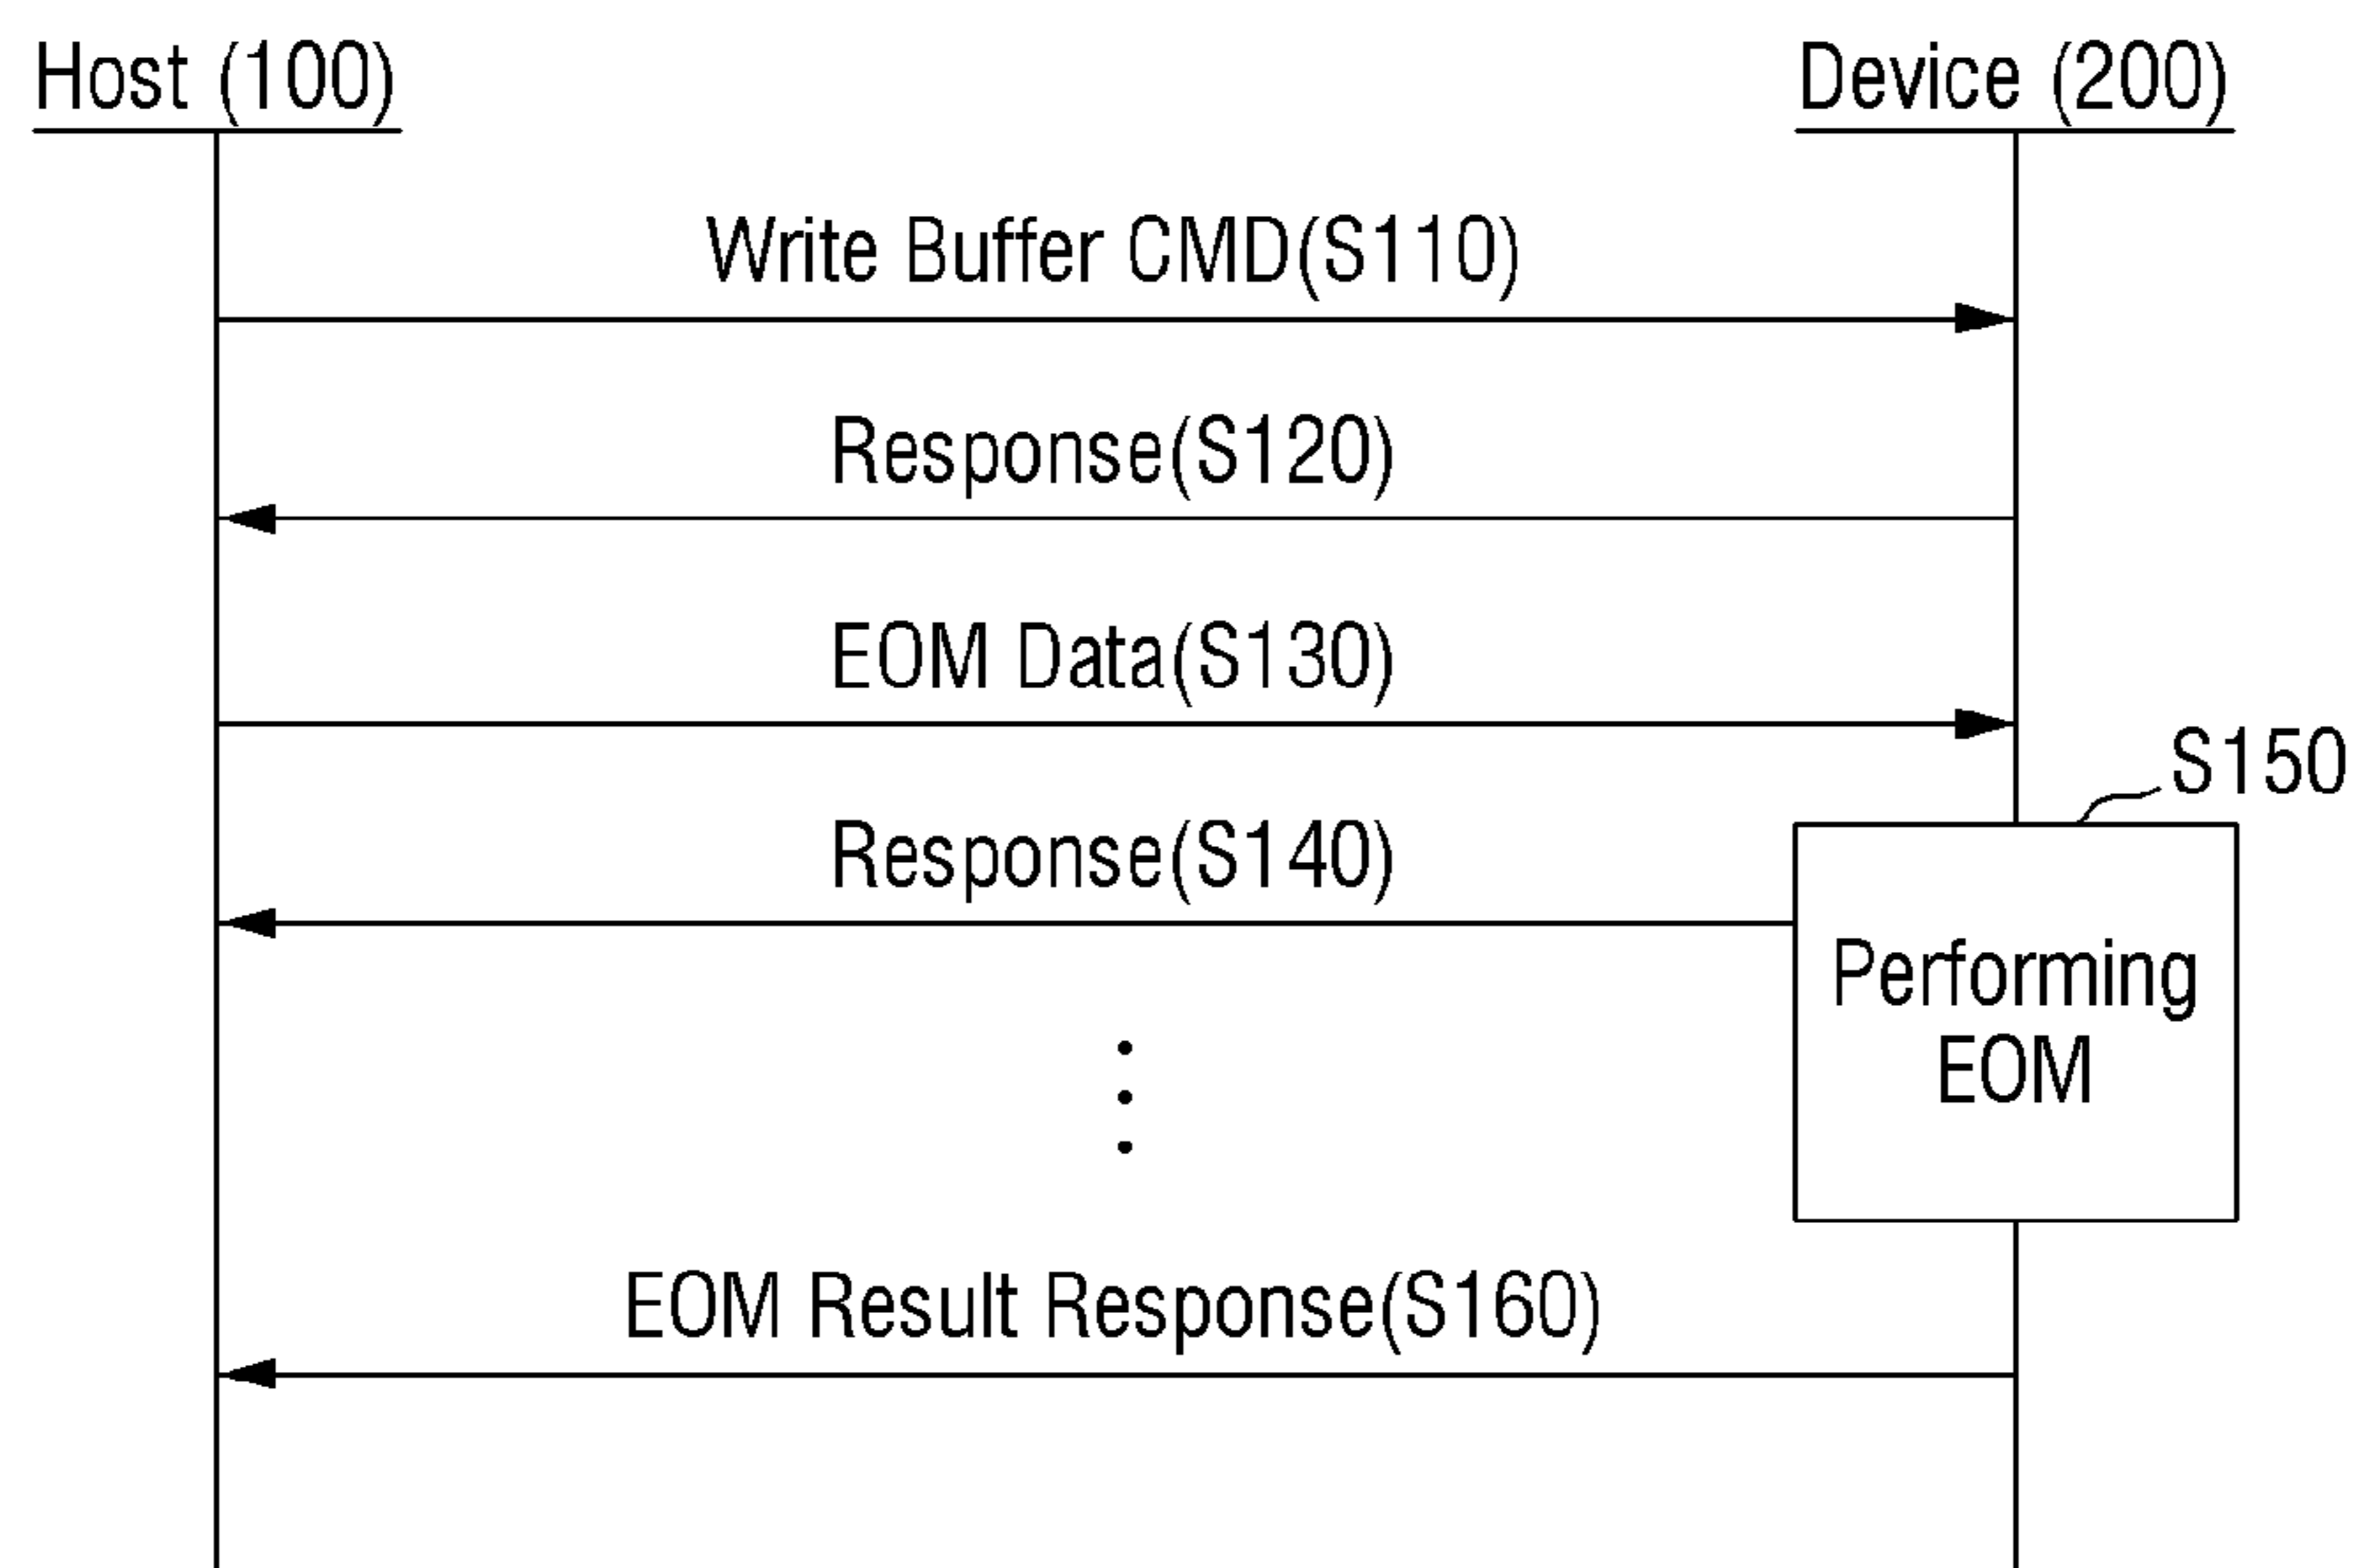 Host (100)
Device (200)
Write Buffer CMD(S110)
Response(S120)
EOM Data(S130)
S150
Response(S140)
Performing
EOM
EOM Result Response(S160)